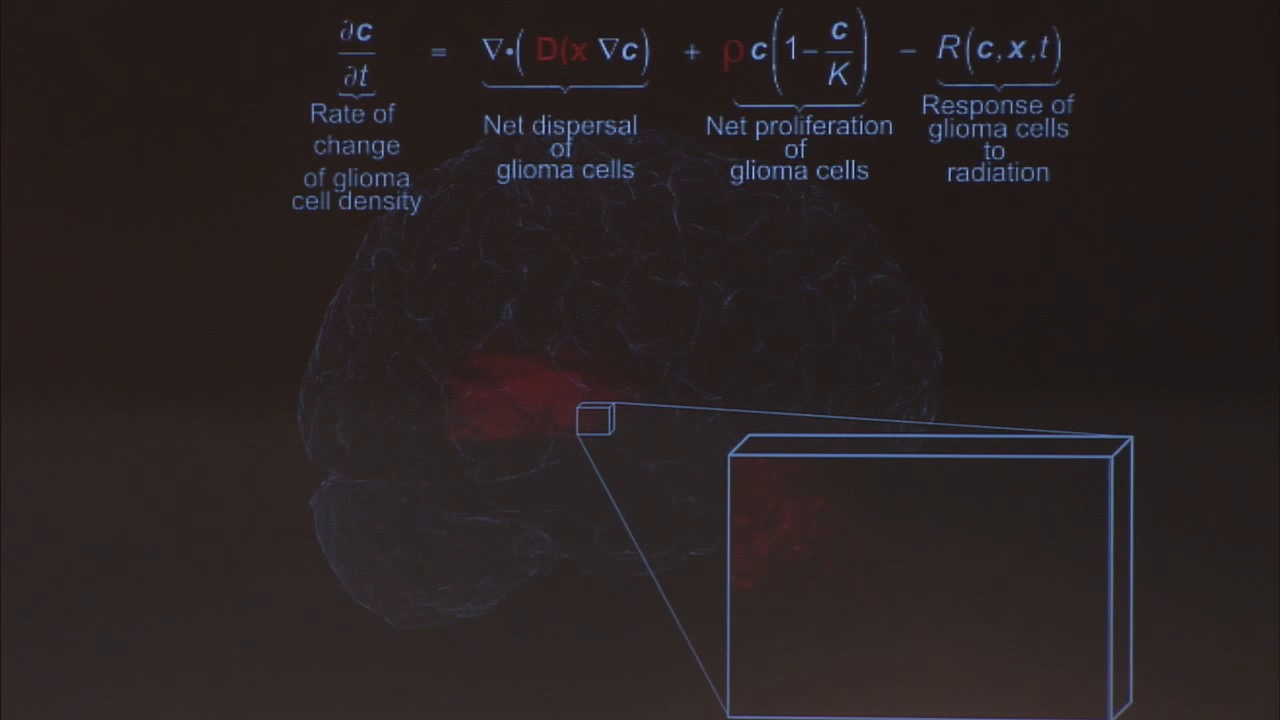 ∂c/∂t = ∇•( D(x ∇c) + ρ c(1−c/K) − R(c,x,t)
Rate of
change
of glioma
cell density
Net dispersal
of
glioma cells
Net proliferation
of
glioma cells
Response of
glioma cells
to
radiation